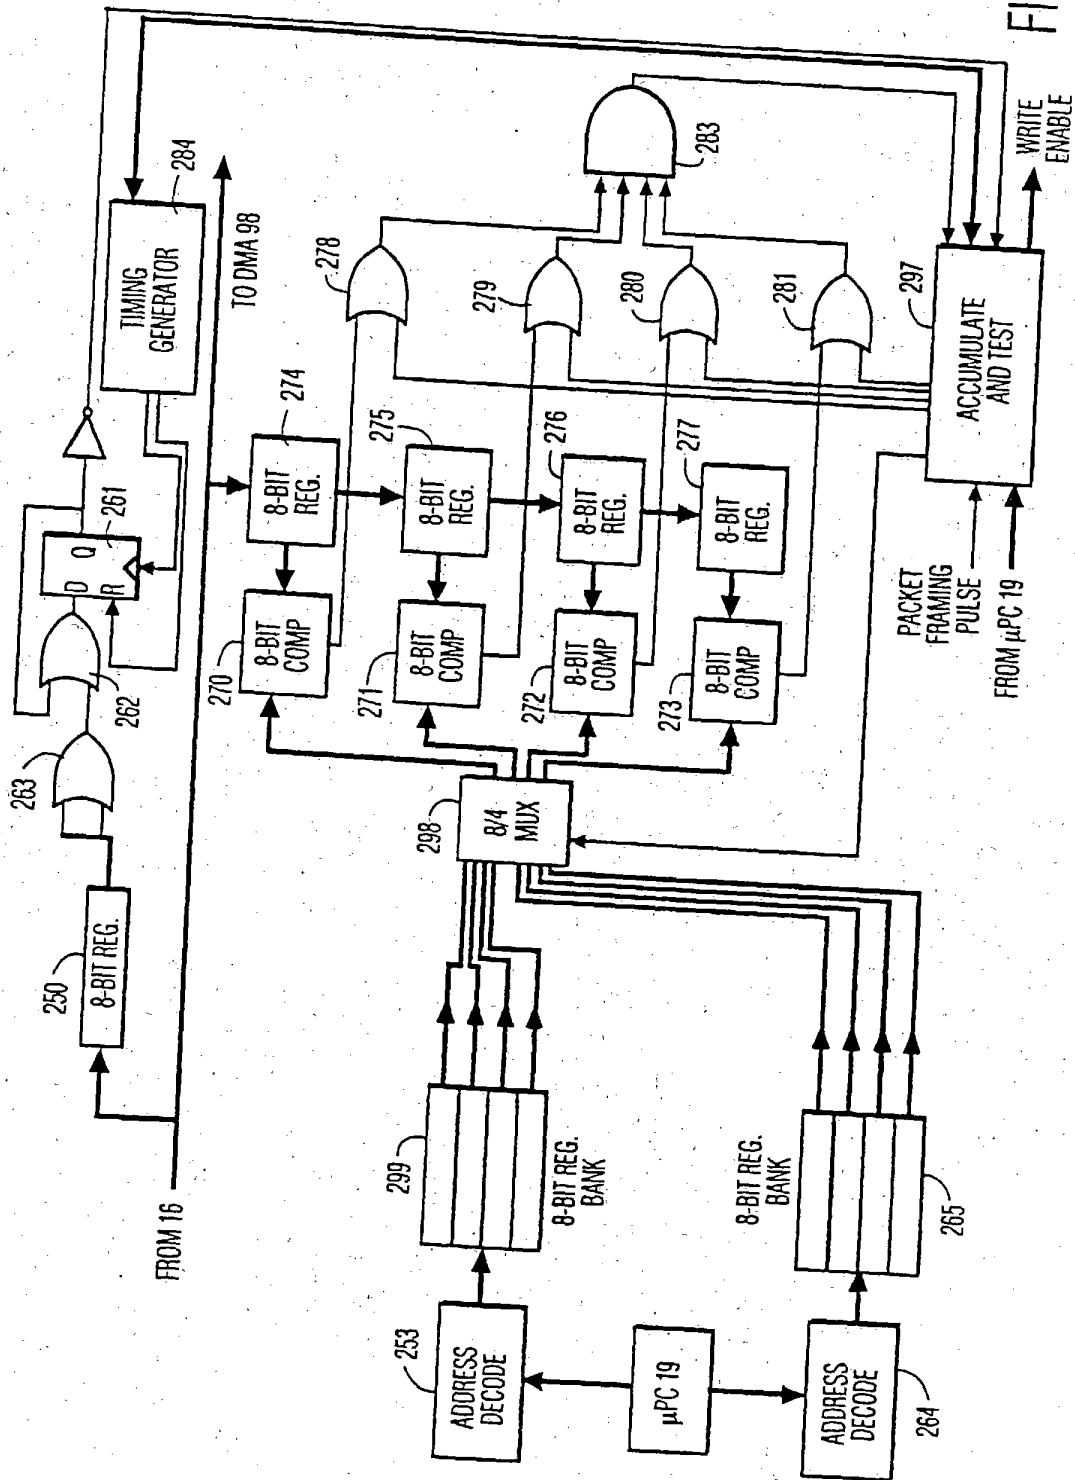 FI
284
TIMING
GENERATOR
TO DMA 98
WRITE
ENABLE
283
278
279
280
281
297
ACCUMULATE
AND TEST
261
D Q
R
262
263
250
8-BIT REG.
FROM 16
274
8-BIT
REG.
275
8-BIT
REG.
276
8-BIT
REG.
277
8-BIT
REG.
270
8-BIT
COMP
271
8-BIT
COMP
272
8-BIT
COMP
273
8-BIT
COMP
PACKET
FRAMING
PULSE
FROM µPC 19
298
8/4
MUX
299
8-BIT REG.
BANK
8-BIT REG.
BANK
265
253
ADDRESS
DECODE
µPC 19
ADDRESS
DECODE
264